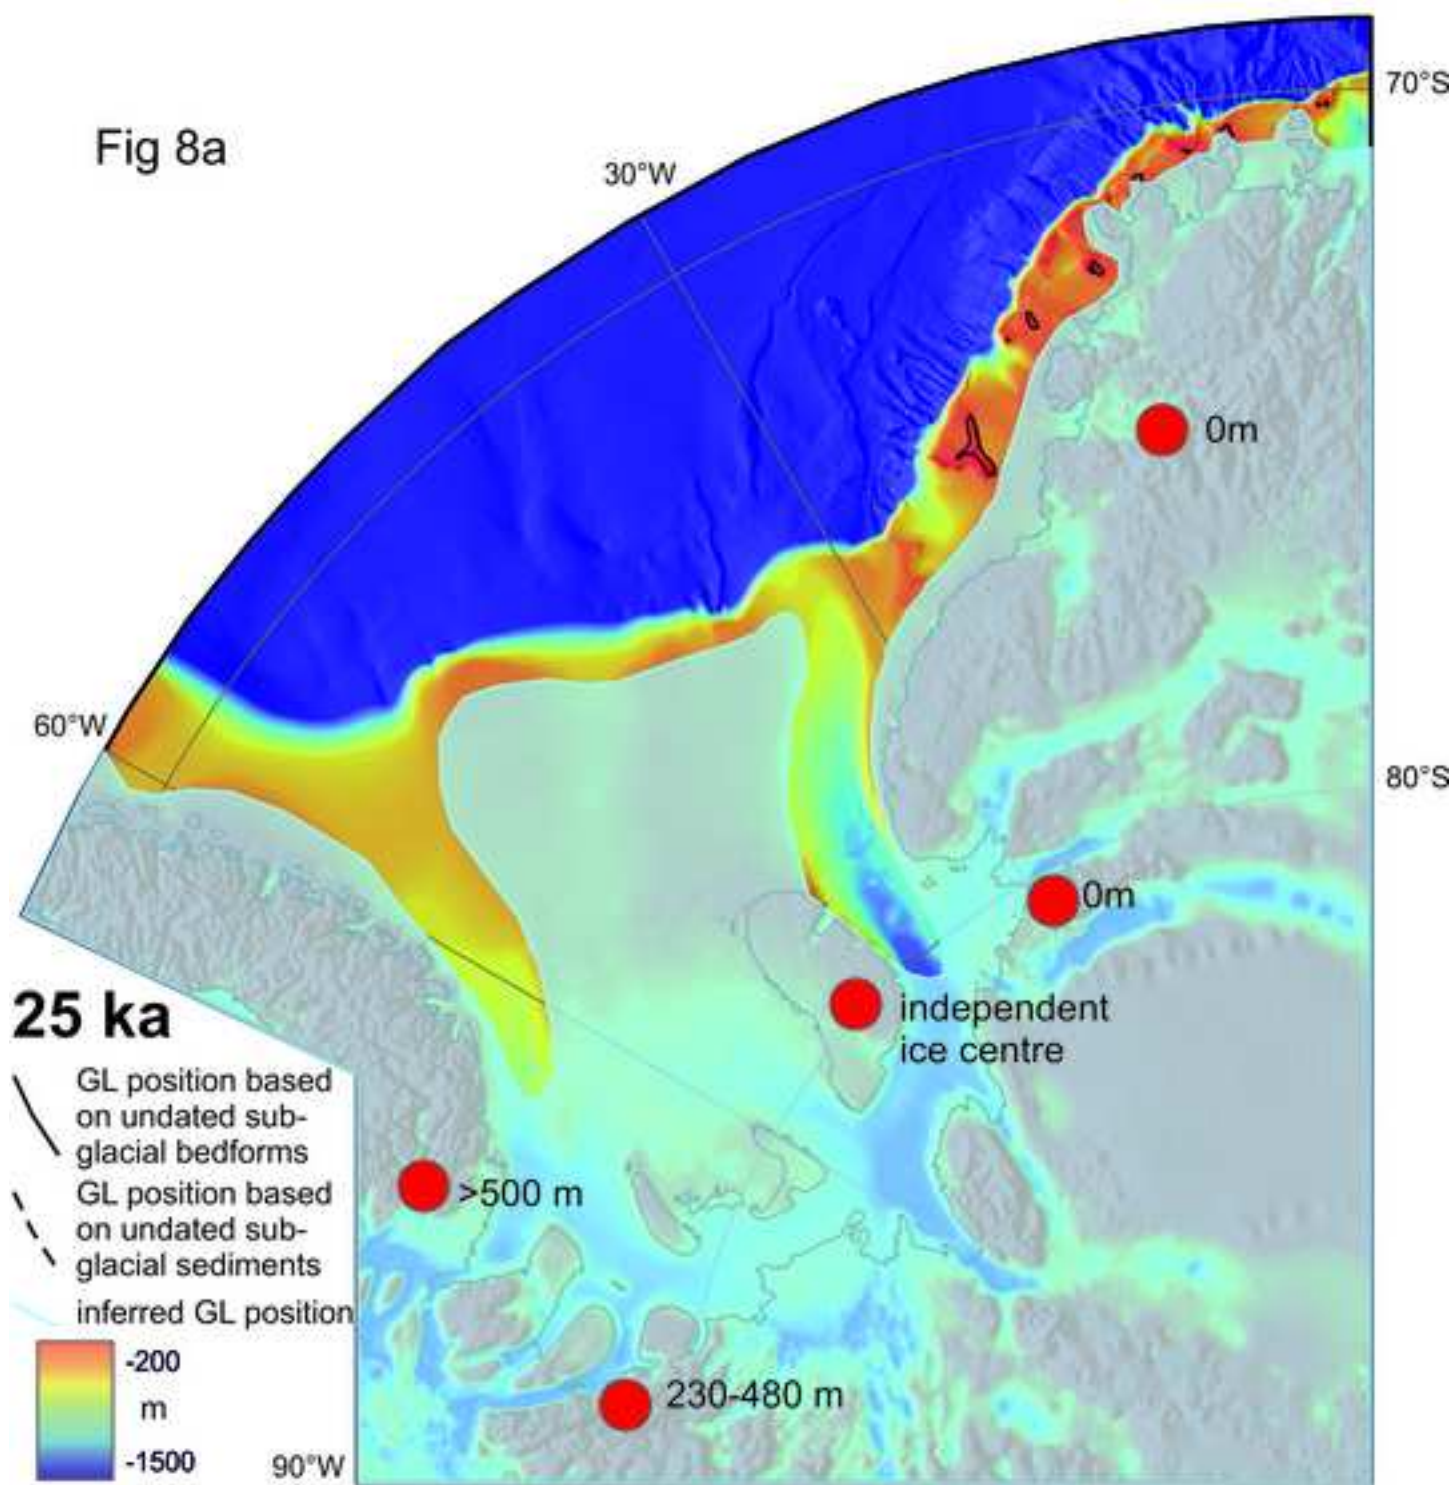 70°S
Fig 8a
30°W
0m
60°W
80°S
0m
independent
ice centre
25 ka
GL position based
on undated sub-
glacial bedforms
>500 m
GL position based
on undated sub-
glacial sediments
inferred GL position
-200
m
-1500
230-480 m
90°W